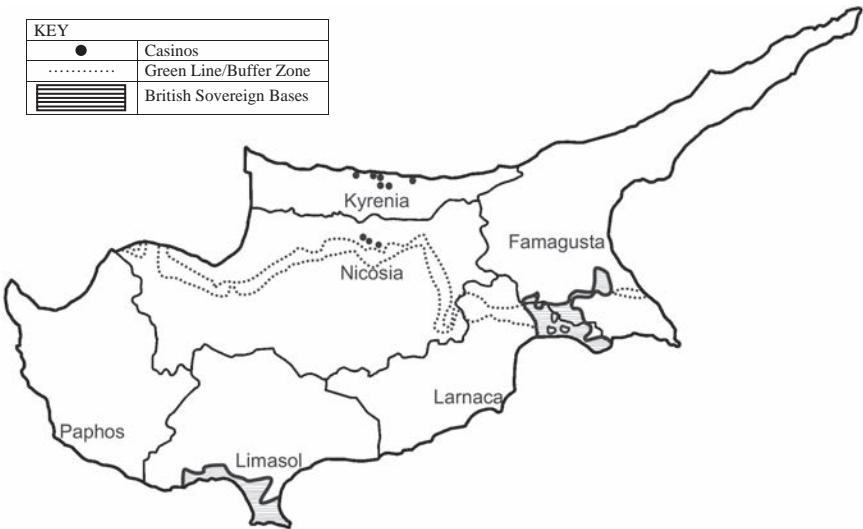 KEY
Casinos
Green Line/Buffer Zone
British Sovereign Bases
Kyrenia
Famagusta
Nicosia
Larnaca
Paphos
Limasol